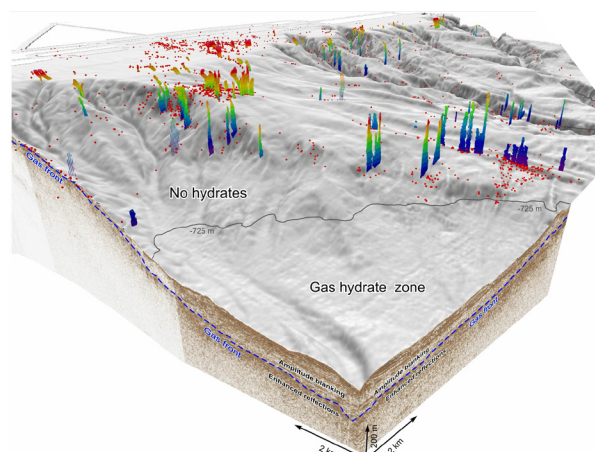 Gas front
No hydrates
-725 m
-725 m
Gas hydrate zone
Gas front
Gas front
Amplitude blanking
Enhanced reflections
Amplitude blanking
Enhanced reflections
200 m
2 km
2 km